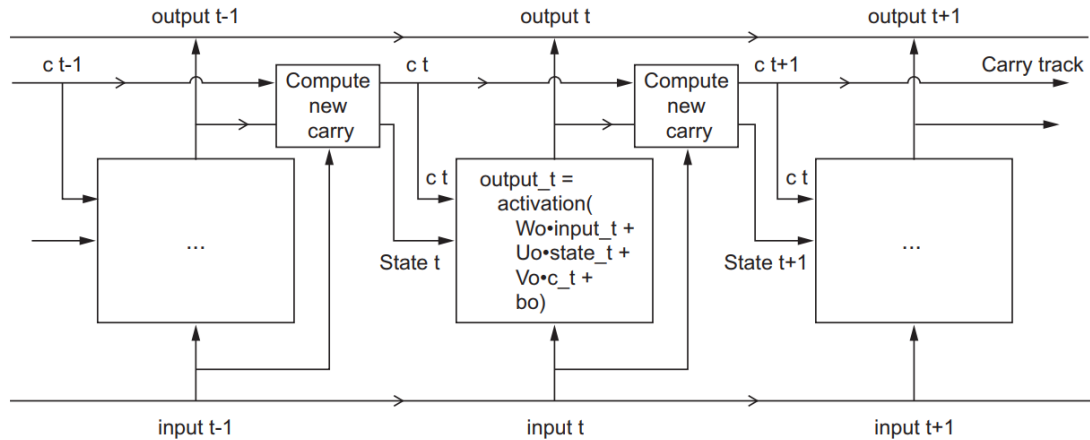 output t-1
output t
output t+1
c t-1
Compute
new
carry
c t
Compute
new
carry
c t+1
Carry track
c t
c t
...
output_t =
activation(
Wo•input_t +
Uo•state_t +
Vo•c_t +
bo)
...
State t
State t+1
input t-1
input t
input t+1